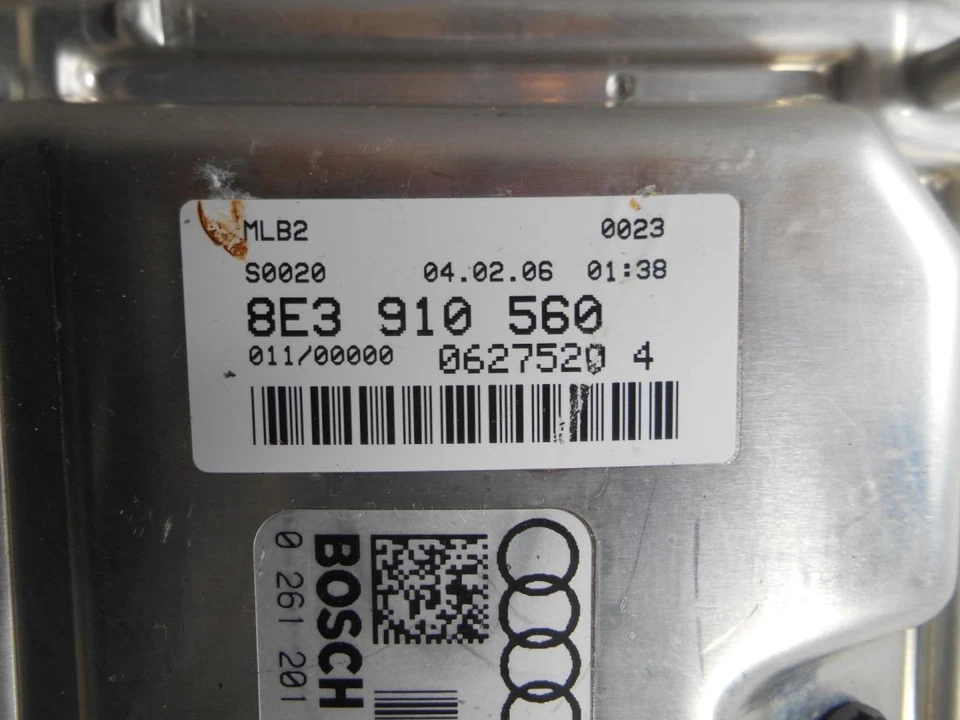 MLB2 0023
S0020 04.02.06 01:38
8E3 910 560
011/00000 0627520 4
BOSCH
0 261 201